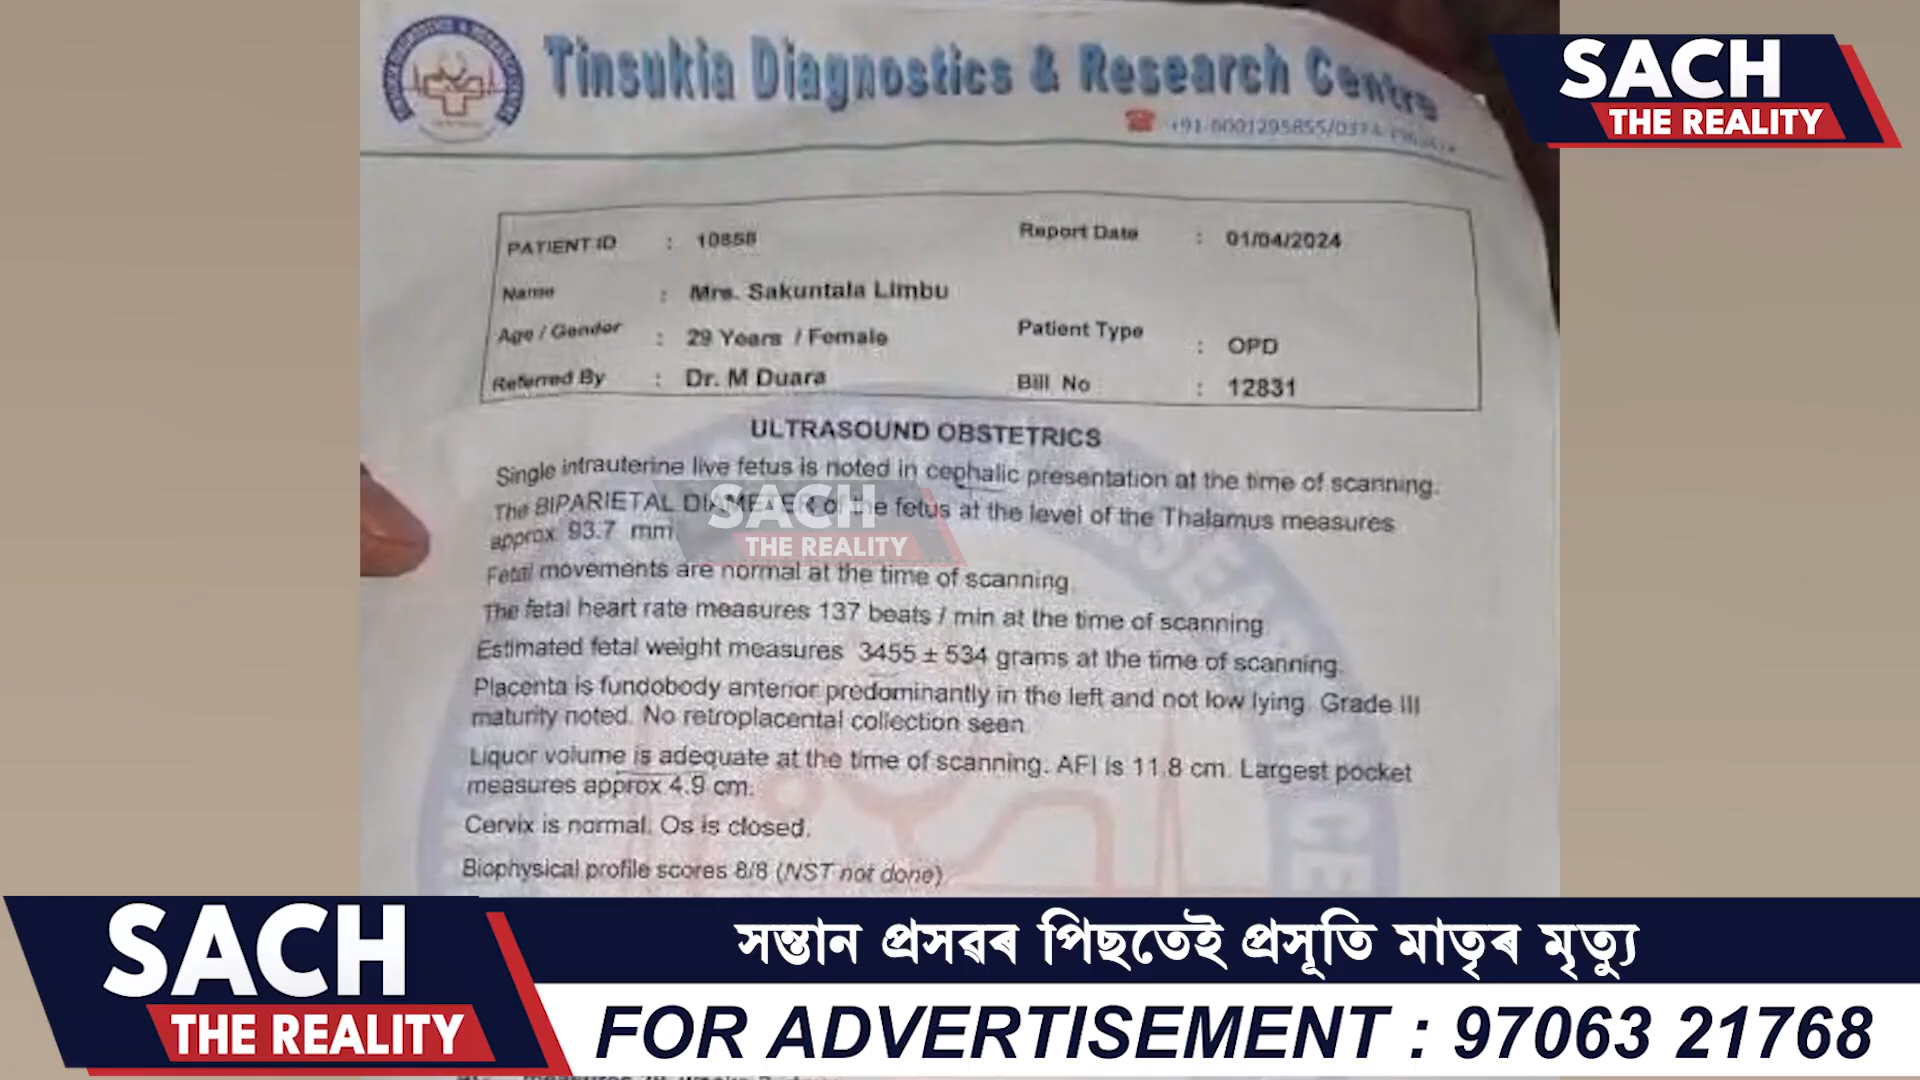 Tinsukia Diagnostics & Research Centre
SACH
THE REALITY
PATIENT ID : 10858
Report Date : 01/04/2024
Name : Mrs. Sakuntala Limbu
Age / Gender : 29 Years / Female
Patient Type : OPD
Referred By : Dr. M Duara
Bill No : 12831
ULTRASOUND OBSTETRICS
Single intrauterine live fetus is noted in cephalic presentation at the time of scanning.
The BIPARIETAL DIAMETER of the fetus at the level of the Thalamus measures
approx 93.7 mm
SACH
THE REALITY
Fetal movements are normal at the time of scanning.
The fetal heart rate measures 137 beats / min at the time of scanning
Estimated fetal weight measures 3455 ± 534 grams at the time of scanning.
Placenta is fundobody anterior predominantly in the left and not low lying. Grade III
maturity noted. No retroplacental collection seen
Liquor volume is adequate at the time of scanning. AFI is 11.8 cm. Largest pocket
measures approx 4.9 cm.
Cervix is normal. Os is closed.
Biophysical profile scores 8/8 (NST not done)
SACH
THE REALITY
সন্তান প্ৰসৱৰ পিছতেই প্ৰসূতি মাতৃৰ মৃত্যু
FOR ADVERTISEMENT : 97063 21768